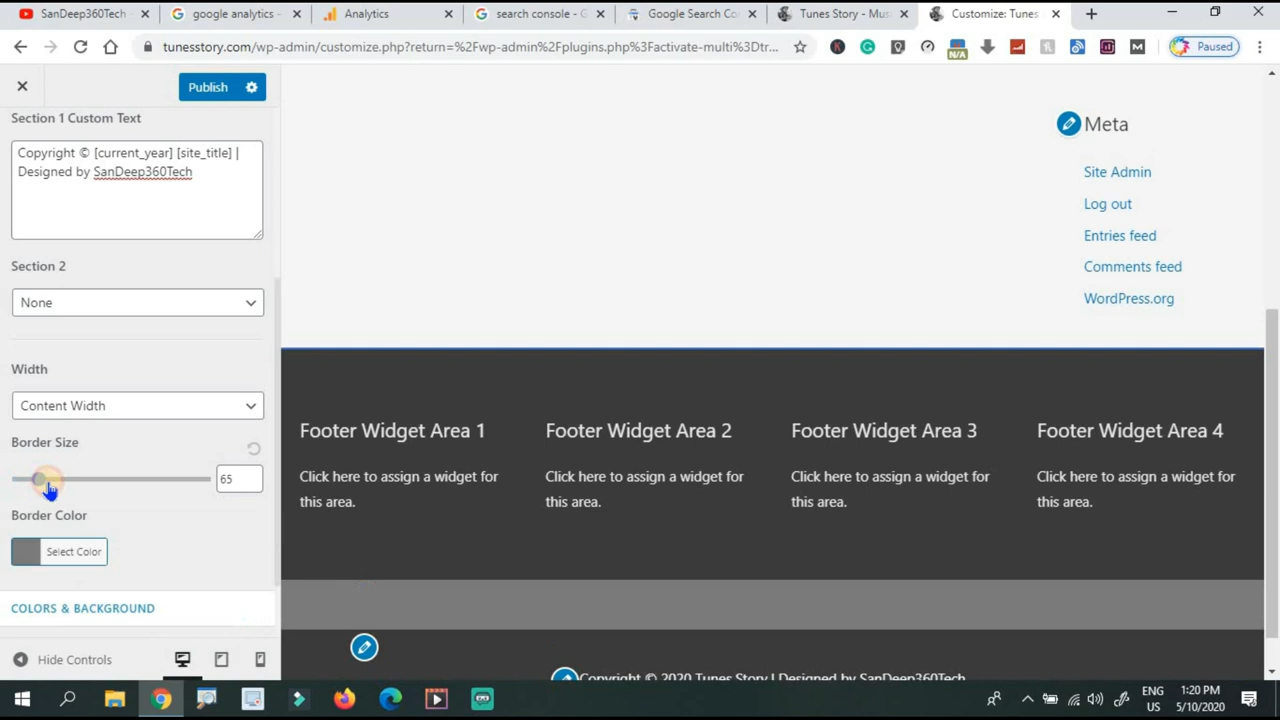 SanDeep360Tech
google analytics -
Analytics
search console - G
Google Search Co
Tunes Story - Mus
Customize: Tunes
tunesstory.com/wp-admin/customize.php?return=%2Fwp-admin%2Fplugins.php%3Factivate-multi%3Dtr...
N/A
Paused
Publish
Section 1 Custom Text
Copyright © [current_year] [site_title] |
Designed by SanDeep360Tech
Section 2
None
Width
Content Width
Border Size
65
Border Color
Select Color
COLORS & BACKGROUND
Hide Controls
Meta
Site Admin
Log out
Entries feed
Comments feed
WordPress.org
Footer Widget Area 1
Click here to assign a widget for
this area.
Footer Widget Area 2
Click here to assign a widget for
this area.
Footer Widget Area 3
Click here to assign a widget for
this area.
Footer Widget Area 4
Click here to assign a widget for
this area.
Copyright © 2020 Tunes Story | Designed by SanDeep360Tech
ENG
US
1:20 PM
5/10/2020